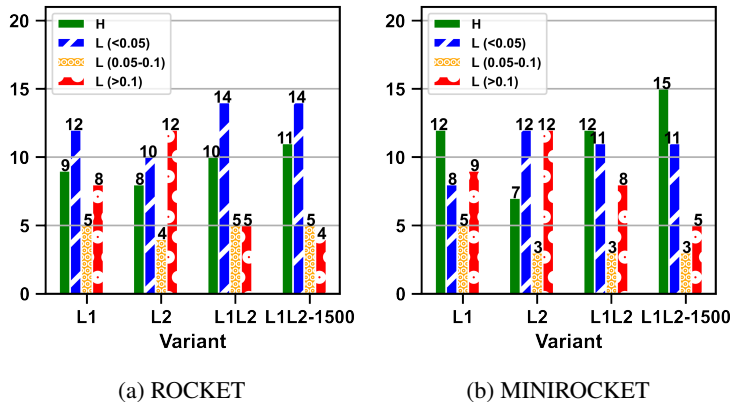 H
L (<0.05)
L (0.05-0.1)
L (>0.1)
20
15
10
5
0
9 12 5 8
8 10 4 12
10 14 5 5
11 14 5 4
L1 L2 L1L2 L1L2-1500
Variant
(a) ROCKET
H
L (<0.05)
L (0.05-0.1)
L (>0.1)
20
15
10
5
0
12 8 5 9
7 12 3 12
12 11 3 8
15 11 3 5
L1 L2 L1L2 L1L2-1500
Variant
(b) MINIROCKET